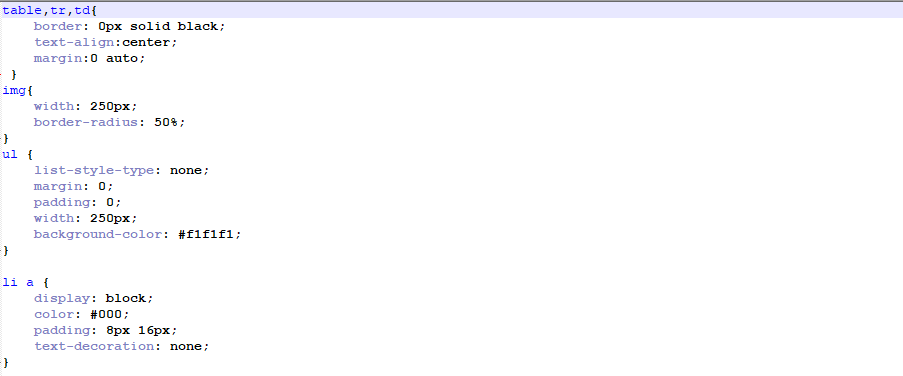 table,tr,td{
    border: 0px solid black;
    text-align:center;
    margin:0 auto;
 }
img{
    width: 250px;
    border-radius: 50%;
}
ul {
    list-style-type: none;
    margin: 0;
    padding: 0;
    width: 250px;
    background-color: #f1f1f1;
}

li a {
    display: block;
    color: #000;
    padding: 8px 16px;
    text-decoration: none;
}